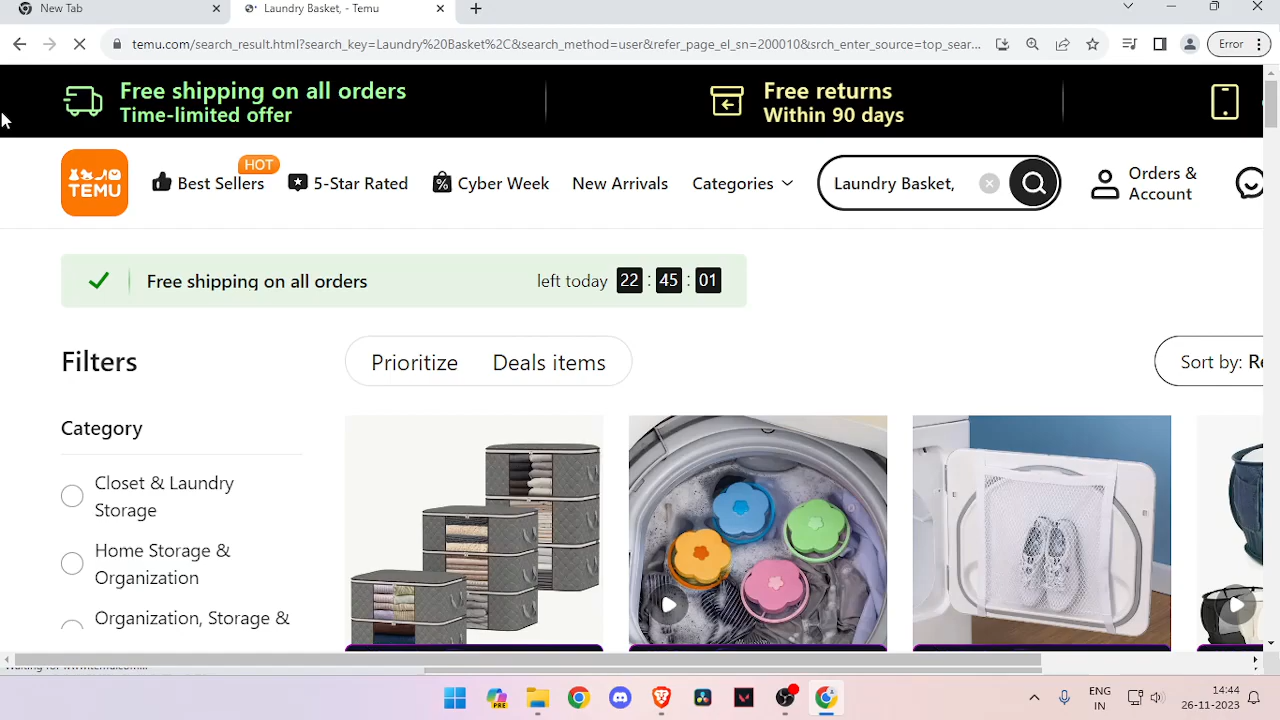 New Tab
Laundry Basket, - Temu
temu.com/search_result.html?search_key=Laundry%20Basket%2C&search_method=user&refer_page_el_sn=200010&srch_enter_source=top_sear...
Error
Free shipping on all orders
Time-limited offer
Free returns
Within 90 days
TEMU
HOT
Best Sellers
5-Star Rated
Cyber Week
New Arrivals
Categories
Laundry Basket,
Orders &
Account
Free shipping on all orders
left today 22 : 45 : 01
Filters
Prioritize
Deals items
Sort by: Re
Category
Closet & Laundry
Storage
Home Storage &
Organization
Organization, Storage &
PRE
ENG
IN
14:44
26-11-2023